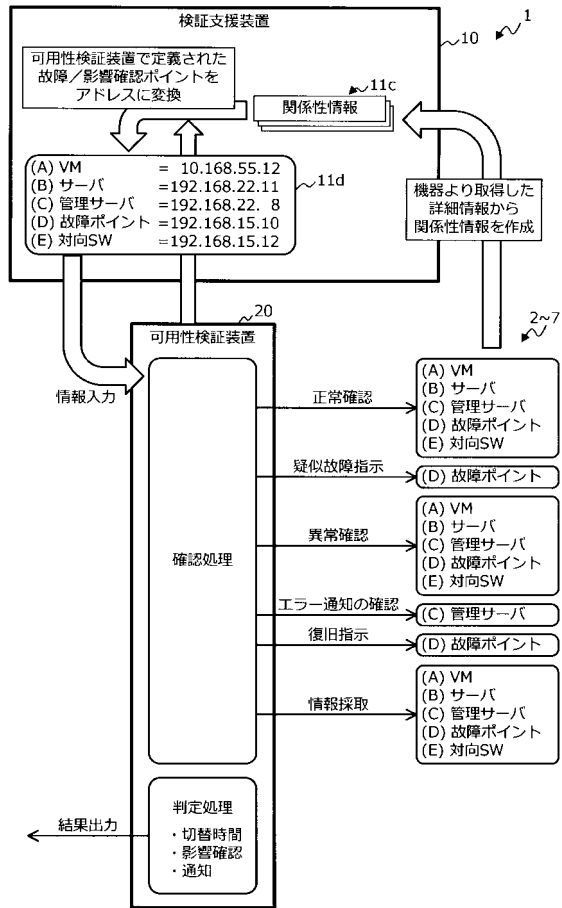 検証支援装置
1
10
可用性検証装置で定義された
故障／影響確認ポイントを
アドレスに変換
11c
関係性情報
(A) VM = 10.168.55.12
(B) サーバ =192.168.22.11
(C) 管理サーバ =192.168.22. 8
(D) 故障ポイント =192.168.15.10
(E) 対向SW =192.168.15.12
11d
機器より取得した
詳細情報から
関係性情報を作成
20
可用性検証装置
2~7
情報入力
確認処理
正常確認
(A) VM
(B) サーバ
(C) 管理サーバ
(D) 故障ポイント
(E) 対向SW
疑似故障指示
(D) 故障ポイント
異常確認
(A) VM
(B) サーバ
(C) 管理サーバ
(D) 故障ポイント
(E) 対向SW
エラー通知の確認
(C) 管理サーバ
復旧指示
(D) 故障ポイント
情報採取
(A) VM
(B) サーバ
(C) 管理サーバ
(D) 故障ポイント
(E) 対向SW
判定処理
・切替時間
・影響確認
・通知
結果出力